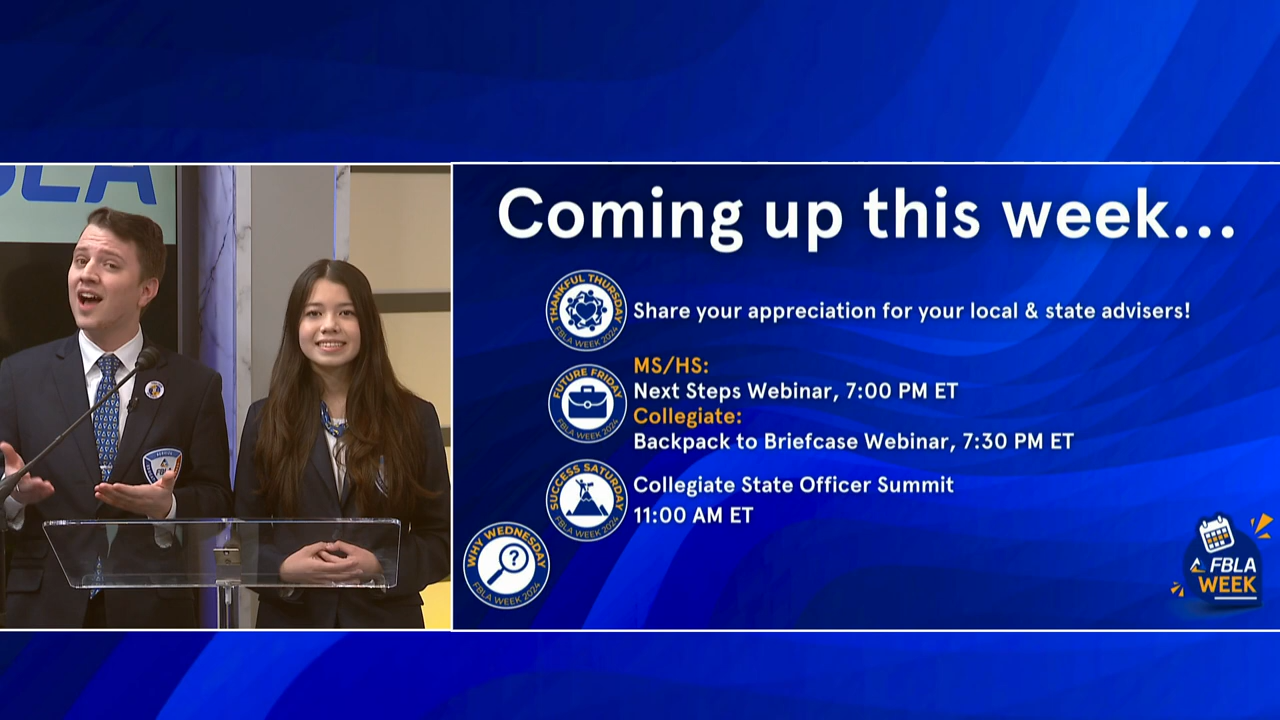 BLA
FBLA
Coming up this week...
THANKFUL THURSDAY
FBLA WEEK 2024
Share your appreciation for your local & state advisers!
FUTURE FRIDAY
FBLA WEEK 2024
MS/HS:
Next Steps Webinar, 7:00 PM ET
Collegiate:
Backpack to Briefcase Webinar, 7:30 PM ET
SUCCESS SATURDAY
FBLA WEEK 2024
Collegiate State Officer Summit
11:00 AM ET
WHY WEDNESDAY
?
FBLA WEEK 2024
FBLA
WEEK